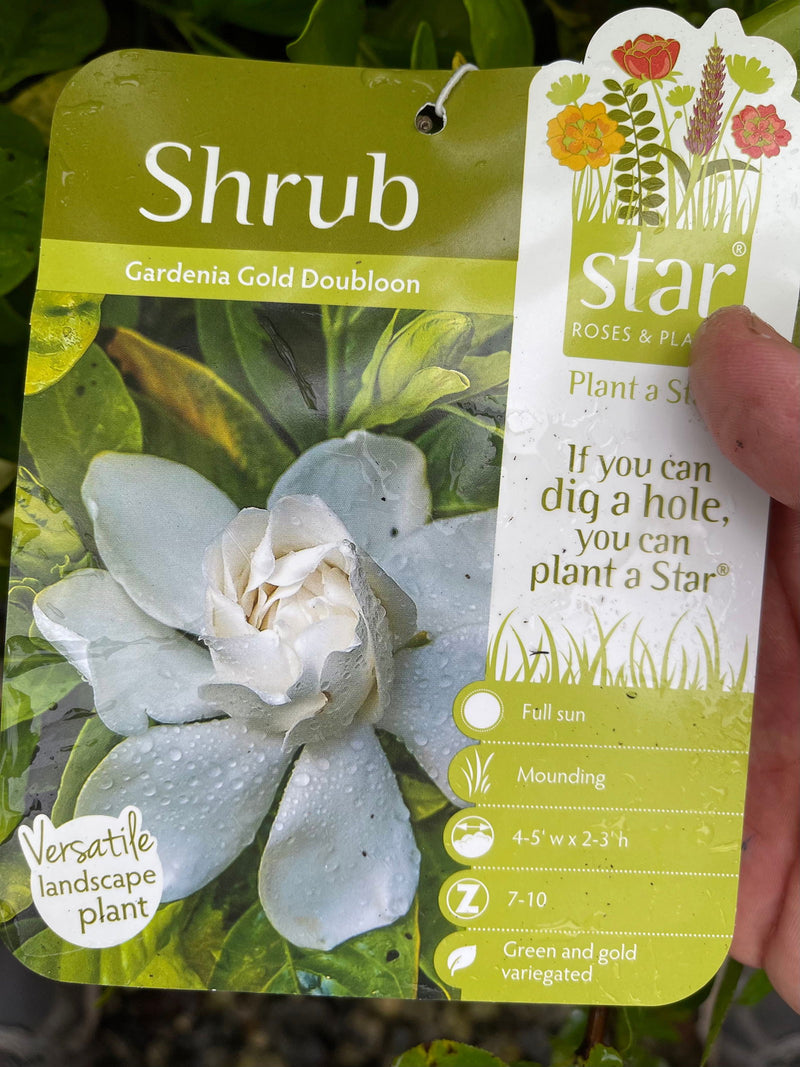 Shrub
Gardenia Gold Doubloon
star®
ROSES & PLA
Plant a St
If you can
dig a hole,
you can
plant a Star®
Full sun
Mounding
4-5' w x 2-3' h
Z
7-10
Green and gold
variegated
Versatile
landscape
plant